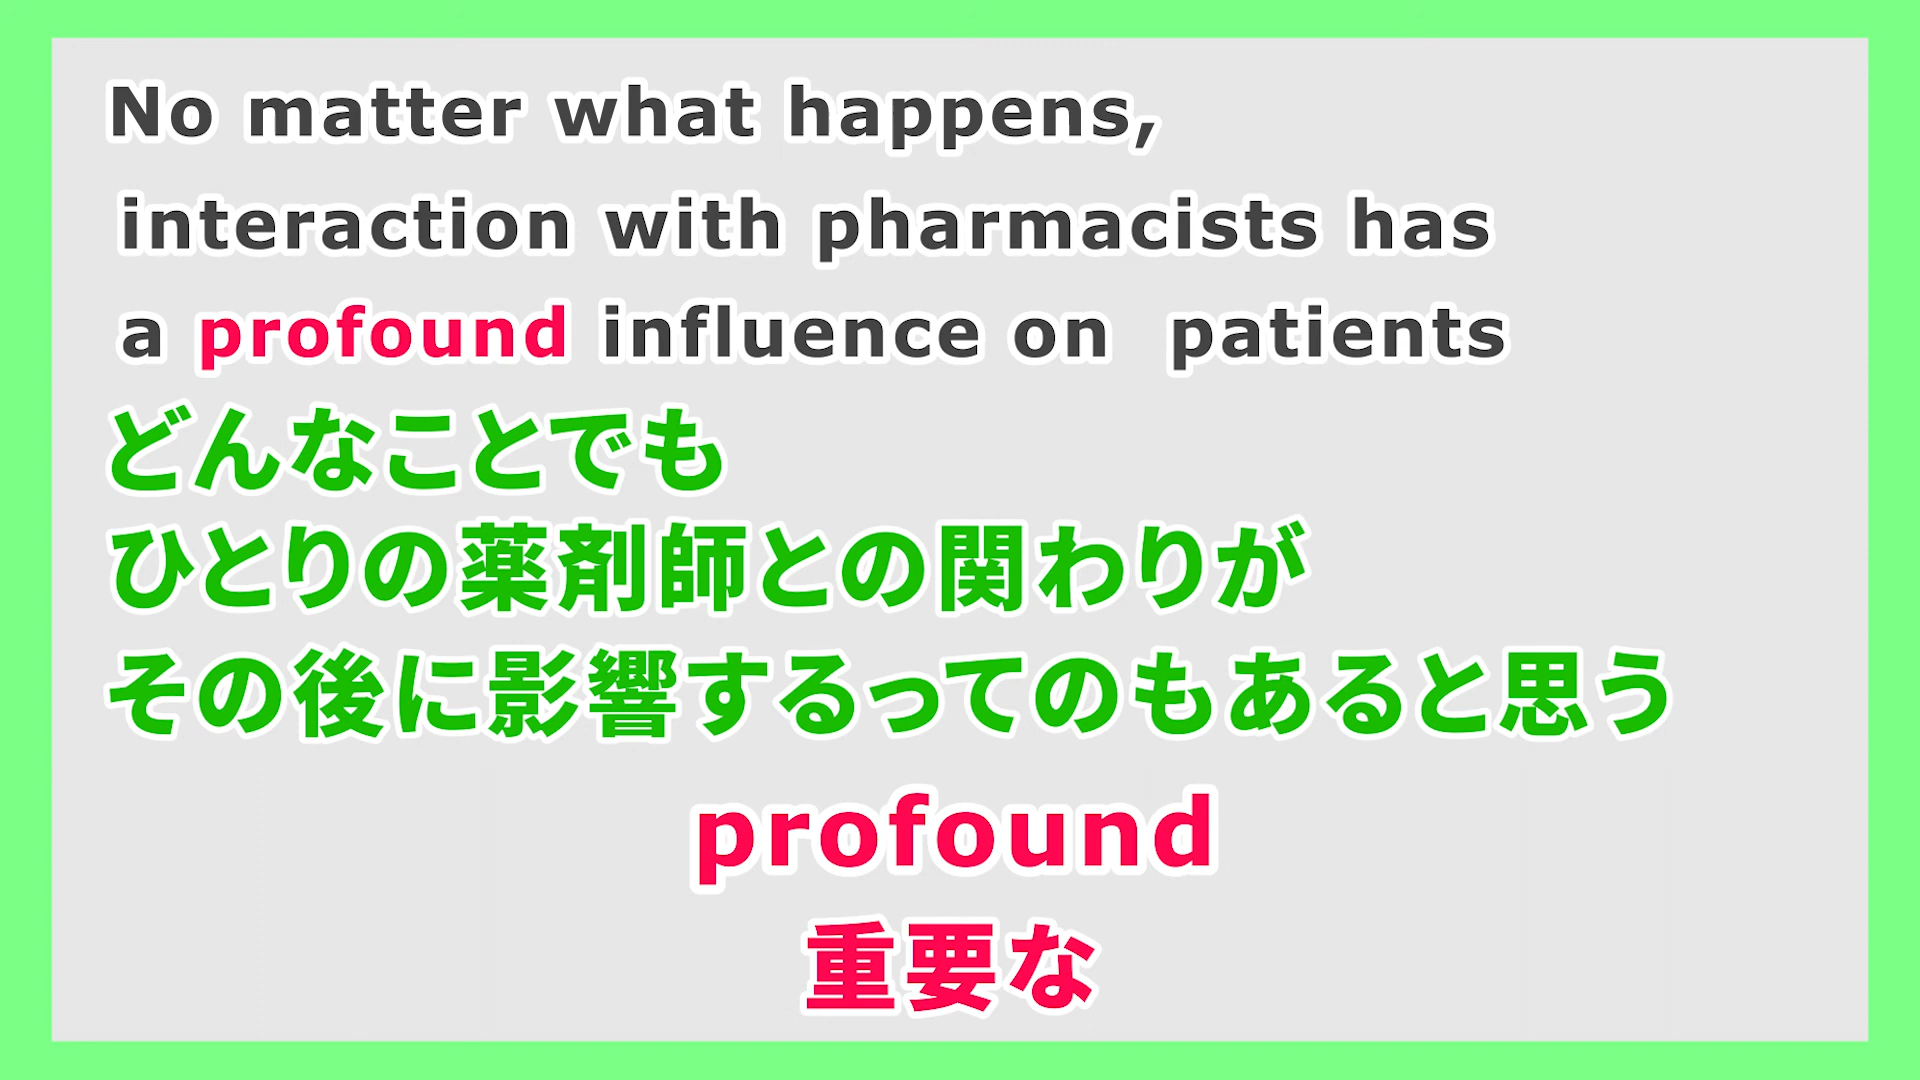 No matter what happens,
interaction with pharmacists has
a profound influence on  patients
どんなことでも
ひとりの薬剤師との関わりが
その後に影響するってのもあると思う
profound
重要な